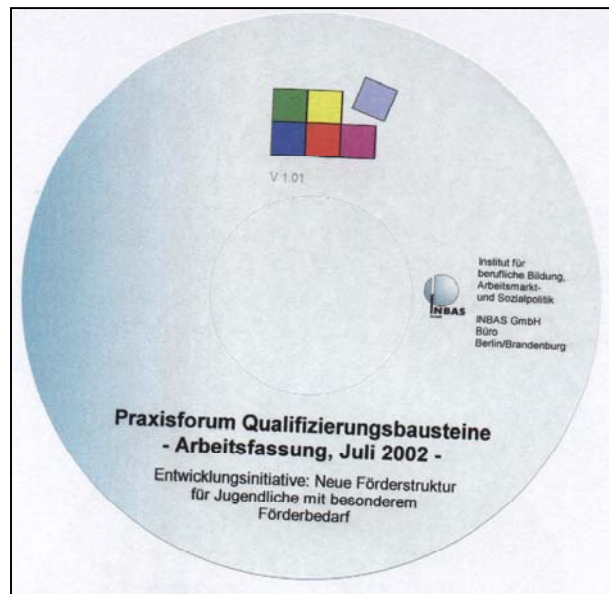 V 1.01
Institut für
berufliche Bildung,
Arbeitsmarkt-
und Sozialpolitik
INBAS
INBAS GmbH
Büro
Berlin/Brandenburg
Praxisforum Qualifizierungsbausteine
- Arbeitsfassung, Juli 2002 -
Entwicklungsinitiative: Neue Förderstruktur
für Jugendliche mit besonderem
Förderbedarf